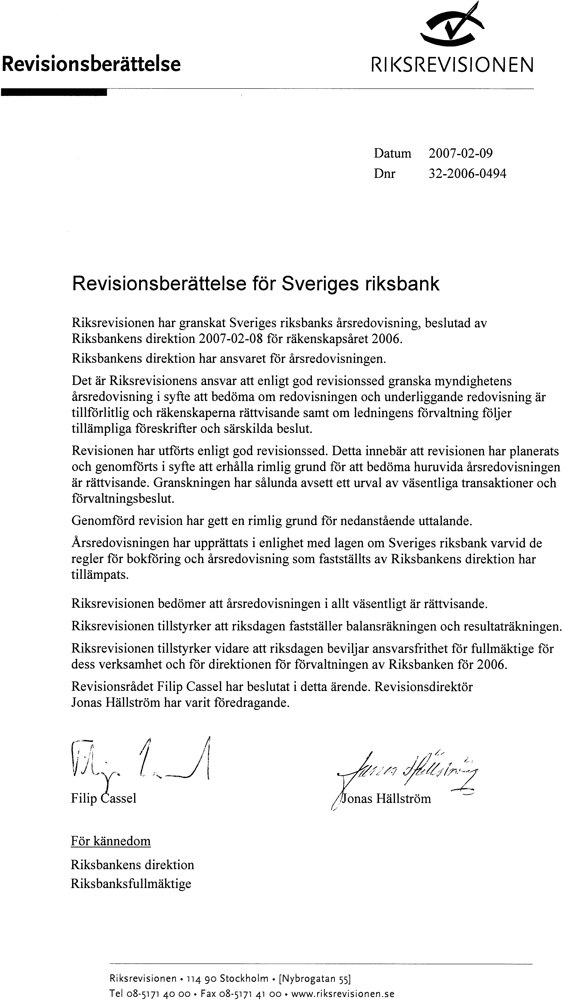 Revisionsberättelse
RIKSREVISIONEN
Datum 2007-02-09
Dnr 32-2006-0494
Revisionsberättelse för Sveriges riksbank
Riksrevisionen har granskat Sveriges riksbanks årsredovisning, beslutad av
Riksbankens direktion 2007-02-08 för räkenskapsåret 2006.
Riksbankens direktion har ansvaret för årsredovisningen.
Det är Riksrevisionens ansvar att enligt god revisionssed granska myndighetens
årsredovisning i syfte att bedöma om redovisningen och underliggande redovisning är
tillförlitlig och räkenskaperna rättvisande samt om ledningens förvaltning följer
tillämpliga föreskrifter och särskilda beslut.
Revisionen har utförts enligt god revisionssed. Detta innebär att revisionen har planerats
och genomförts i syfte att erhålla rimlig grund för att bedöma huruvida årsredovisningen
är rättvisande. Granskningen har sålunda avsett ett urval av väsentliga transaktioner och
förvaltningsbeslut.
Genomförd revision har gett en rimlig grund för nedanstående uttalande.
Årsredovisningen har upprättats i enlighet med lagen om Sveriges riksbank varvid de
regler för bokföring och årsredovisning som fastställts av Riksbankens direktion har
tillämpats.
Riksrevisionen bedömer att årsredovisningen i allt väsentligt är rättvisande.
Riksrevisionen tillstyrker att riksdagen fastställer balansräkningen och resultaträkningen.
Riksrevisionen tillstyrker vidare att riksdagen beviljar ansvarsfrithet för fullmäktige för
dess verksamhet och för direktionen för förvaltningen av Riksbanken för 2006.
Revisionsrådet Filip Cassel har beslutat i detta ärende. Revisionsdirektör
Jonas Hällström har varit föredragande.
Filip Cassel
Jonas Hällström
Filip Cassel
Jonas Hällström
För kännedom
Riksbankens direktion
Riksbanksfullmäktige
Riksrevisionen • 114 90 Stockholm • [Nybrogatan 55]
Tel 08-5171 40 00 • Fax 08-5171 41 00 • www.riksrevisionen.se